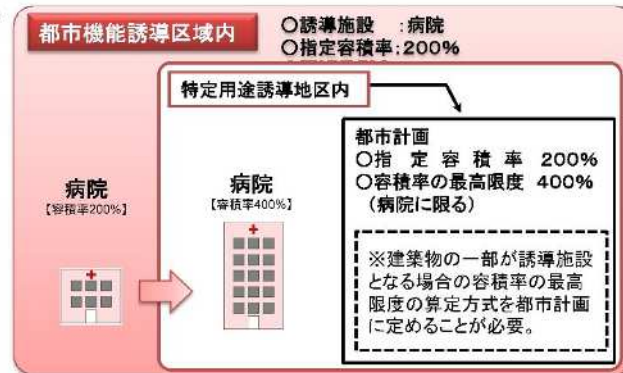 都市機能誘導区域内
○誘導施設 :病院
○指定容積率:200%
特定用途誘導地区内
都市計画
○指 定 容 積 率 200%
○容積率の最高限度 400%
(病院に限る)
病院
【容積率200%】
病院
【容積率400%】
※建築物の一部が誘導施設
となる場合の容積率の最高
限度の算定方式を都市計画
に定めることが必要。